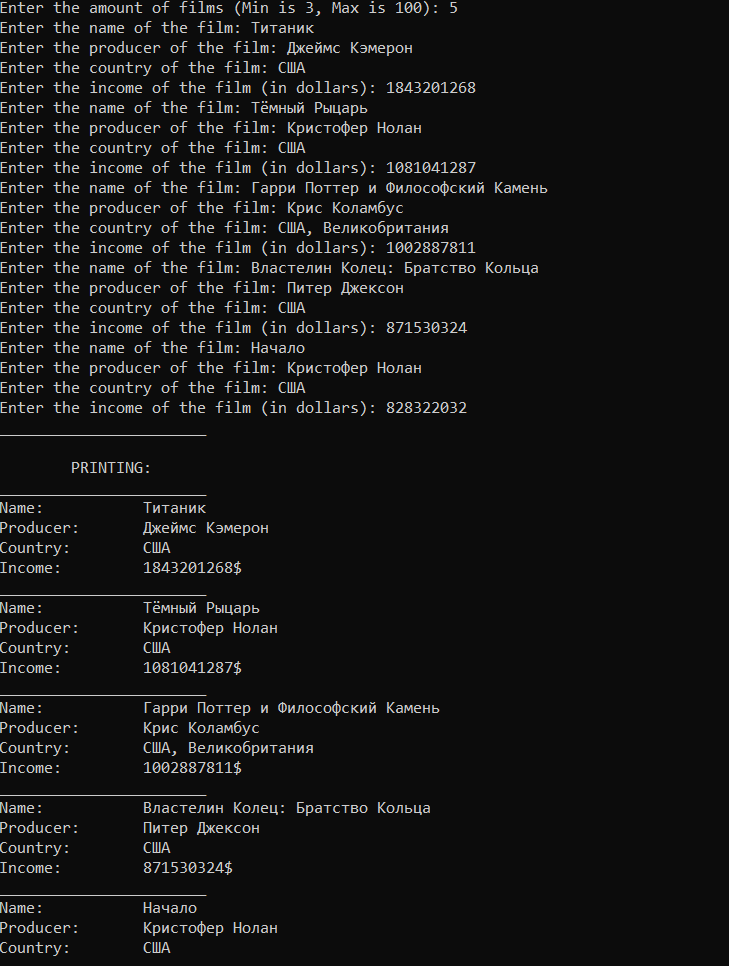 Enter the amount of films (Min is 3, Max is 100): 5
Enter the name of the film: Титаник
Enter the producer of the film: Джеймс Кэмерон
Enter the country of the film: США
Enter the income of the film (in dollars): 1843201268
Enter the name of the film: Тёмный Рыцарь
Enter the producer of the film: Кристофер Нолан
Enter the country of the film: США
Enter the income of the film (in dollars): 1081041287
Enter the name of the film: Гарри Поттер и Философский Камень
Enter the producer of the film: Крис Коламбус
Enter the country of the film: США, Великобритания
Enter the income of the film (in dollars): 1002887811
Enter the name of the film: Властелин Колец: Братство Кольца
Enter the producer of the film: Питер Джексон
Enter the country of the film: США
Enter the income of the film (in dollars): 871530324
Enter the name of the film: Начало
Enter the producer of the film: Кристофер Нолан
Enter the country of the film: США
Enter the income of the film (in dollars): 828322032
_______________________
PRINTING:
_______________________
Name: Титаник
Producer: Джеймс Кэмерон
Country: США
Income: 1843201268$
_______________________
Name: Тёмный Рыцарь
Producer: Кристофер Нолан
Country: США
Income: 1081041287$
_______________________
Name: Гарри Поттер и Философский Камень
Producer: Крис Коламбус
Country: США, Великобритания
Income: 1002887811$
_______________________
Name: Властелин Колец: Братство Кольца
Producer: Питер Джексон
Country: США
Income: 871530324$
_______________________
Name: Начало
Producer: Кристофер Нолан
Country: США